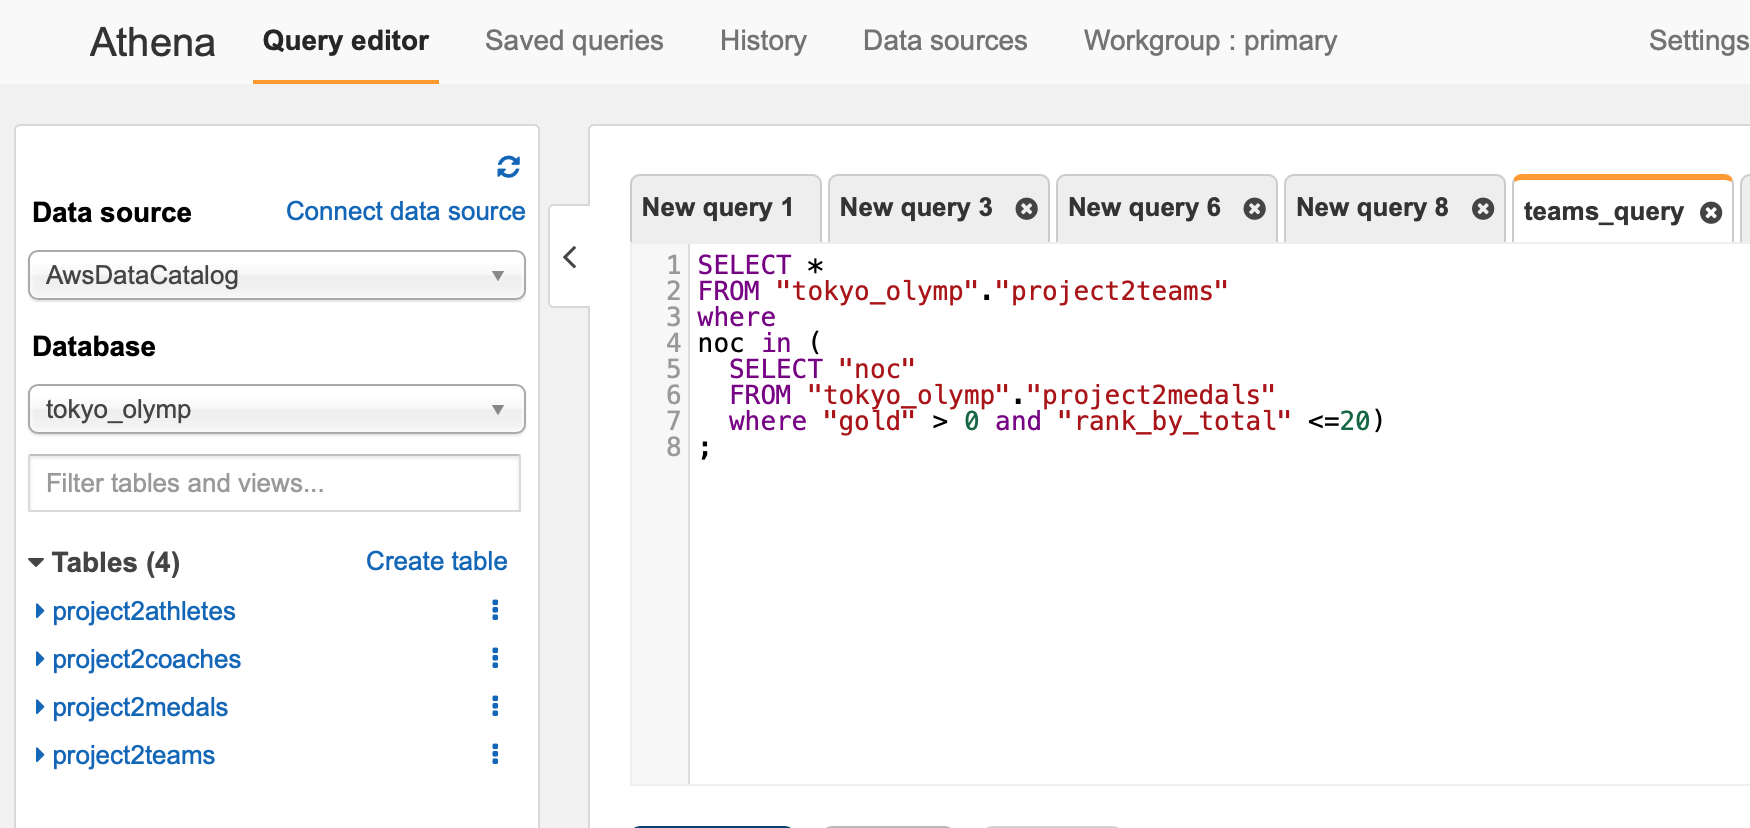 Athena Query editor Saved queries History Data sources Workgroup : primary Settings
Data source Connect data source
AwsDataCatalog
Database
tokyo_olymp
Filter tables and views...
Tables (4) Create table
project2athletes
project2coaches
project2medals
project2teams
New query 1 New query 3 New query 6 New query 8 teams_query
1 SELECT *
2 FROM "tokyo_olymp"."project2teams"
3 where
4 noc in (
5 SELECT "noc"
6 FROM "tokyo_olymp"."project2medals"
7 where "gold" > 0 and "rank_by_total" <=20)
8 ;